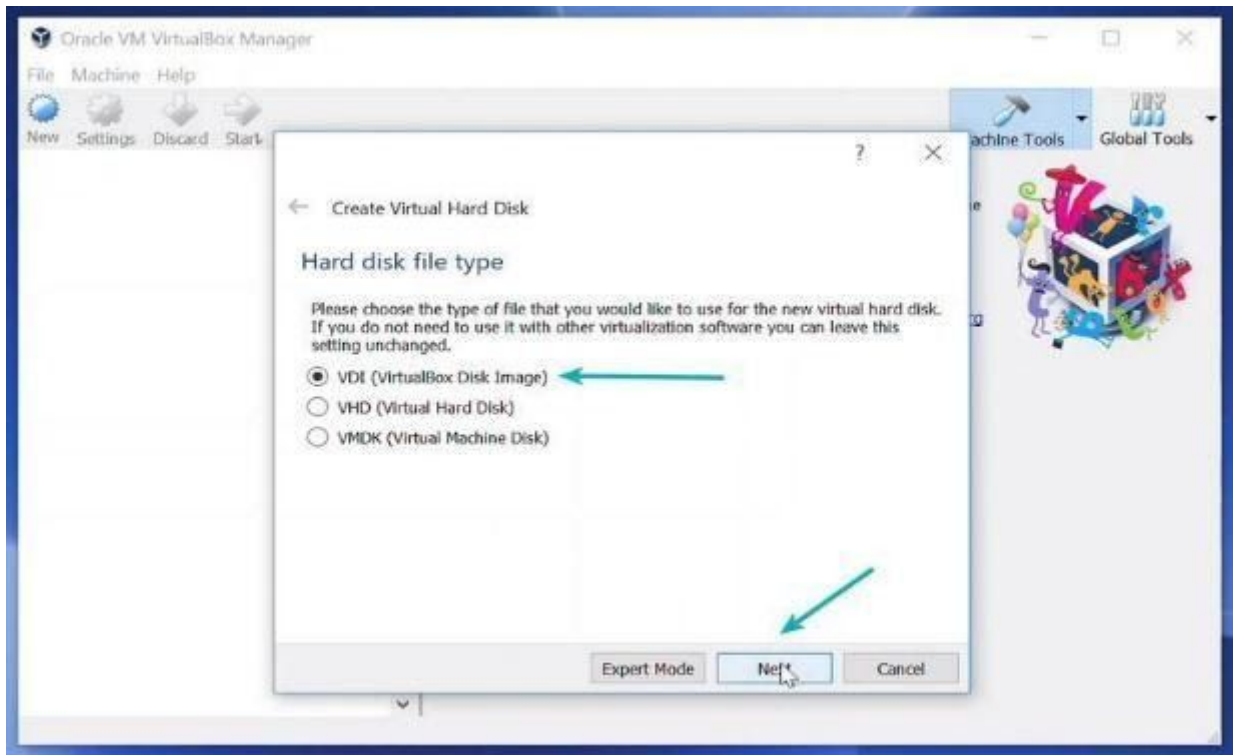 Oracle VM VirtualBox Manager
File Machine Help
New Settings Discard Start
achine Tools
Global Tools
?
Create Virtual Hard Disk
e
Hard disk file type
Please choose the type of file that you would like to use for the new virtual hard disk.
If you do not need to use it with other virtualization software you can leave this
setting unchanged.
VDI (VirtualBox Disk Image)
VHD (Virtual Hard Disk)
VMDK (Virtual Machine Disk)
Expert Mode
Next
Cancel